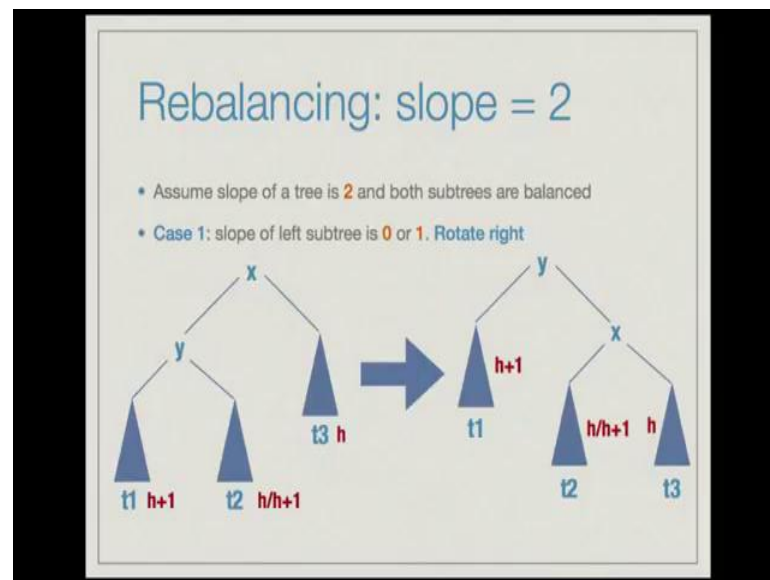 Rebalancing: slope = 2
• Assume slope of a tree is 2 and both subtrees are balanced
• Case 1: slope of left subtree is 0 or 1. Rotate right
x
y
t1 h+1
t2 h/h+1
t3 h
y
x
h+1
t1
h/h+1
t2
h
t3